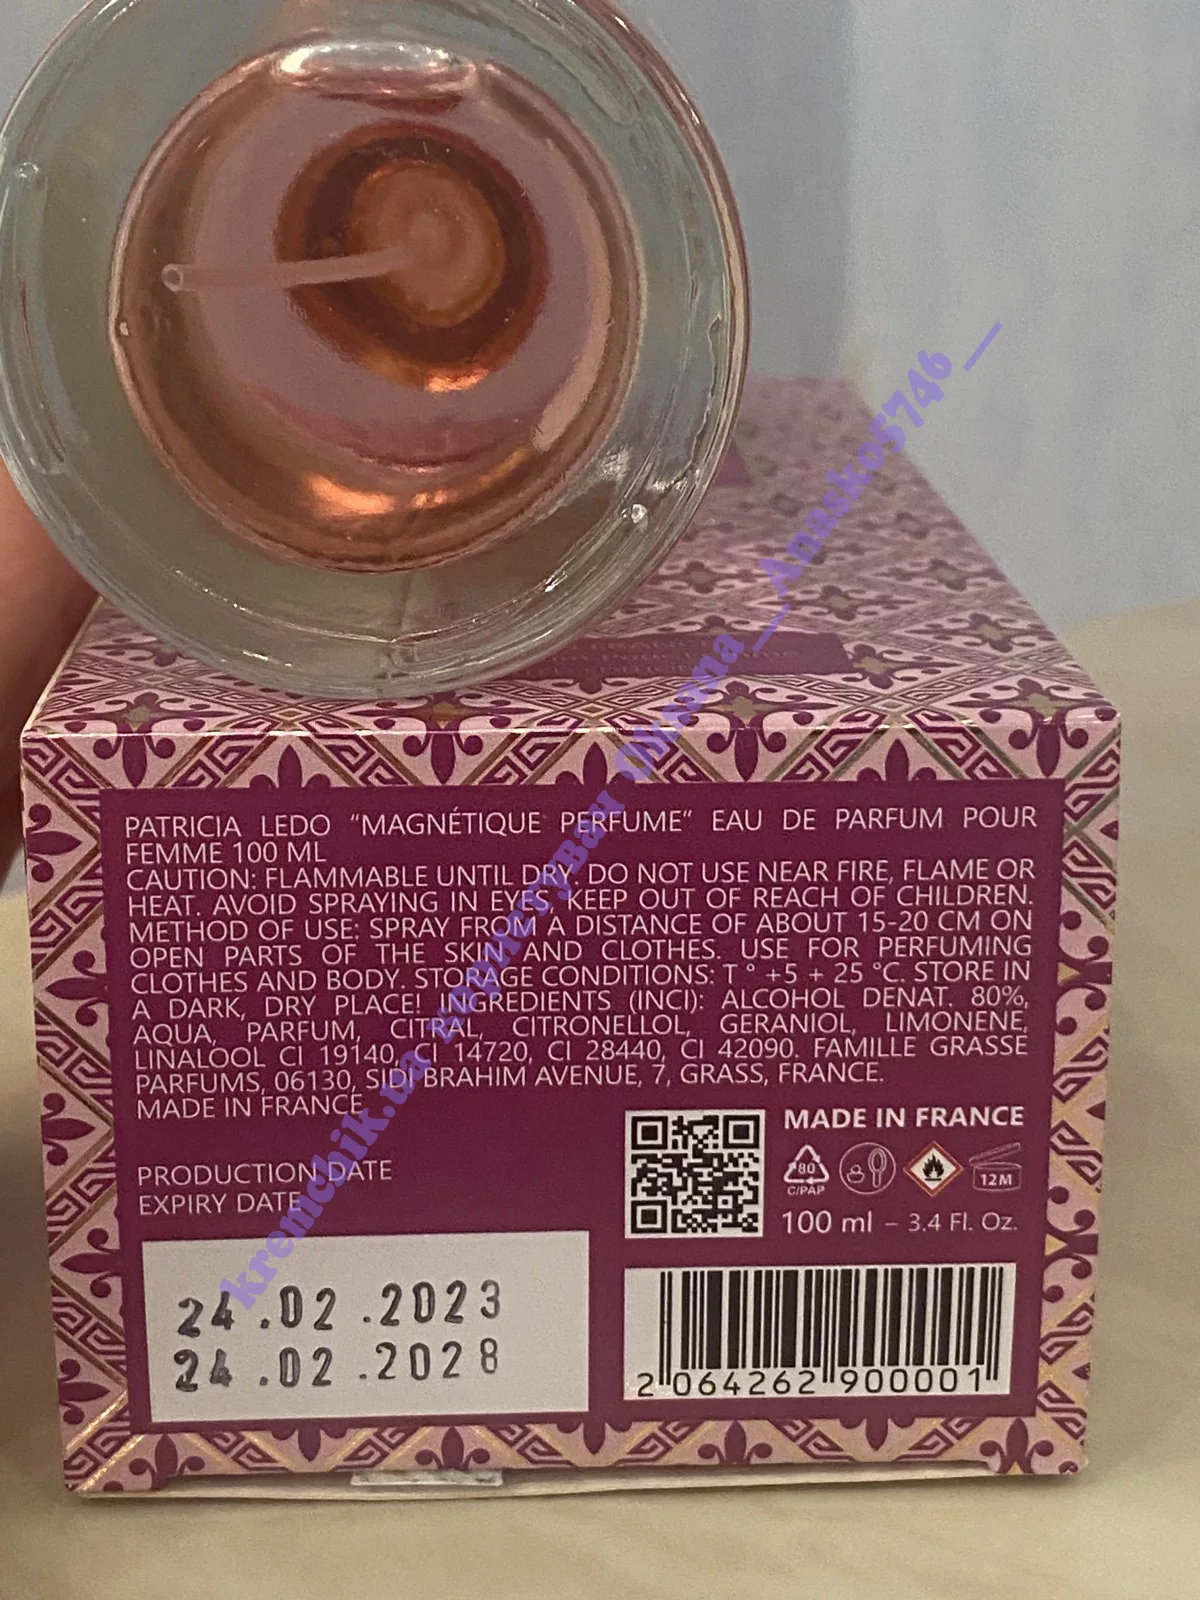 PATRICIA LEDO "MAGNÉTIQUE PERFUME" EAU DE PARFUM POUR
FEMME 100 ML
CAUTION: FLAMMABLE UNTIL DRY. DO NOT USE NEAR FIRE, FLAME OR
HEAT. AVOID SPRAYING IN EYES, KEEP OUT OF REACH OF CHILDREN.
METHOD OF USE: SPRAY FROM A DISTANCE OF ABOUT 15-20 CM ON
OPEN PARTS OF THE SKIN AND CLOTHES. USE FOR PERFUMING
CLOTHES AND BODY. STORAGE CONDITIONS: T ° +5 + 25 °C. STORE IN
A DARK, DRY PLACE! INGREDIENTS (INCI): ALCOHOL DENAT. 80%,
AQUA, PARFUM, CITRAL, CITRONELLOL, GERANIOL, LIMONENE,
LINALOOL CI 19140, CI 14720, CI 28440, CI 42090. FAMILLE GRASSE
PARFUMS, 06130, SIDI BRAHIM AVENUE, 7, GRASS, FRANCE.
MADE IN FRANCE
MADE IN FRANCE
80
C/PAP
12M
100 ml – 3.4 Fl. Oz.
PRODUCTION DATE
EXPIRY DATE
24.02.2023
24.02.2028
2 064262 900001
kremchik.ua користувач Oksana__Anasko5746__